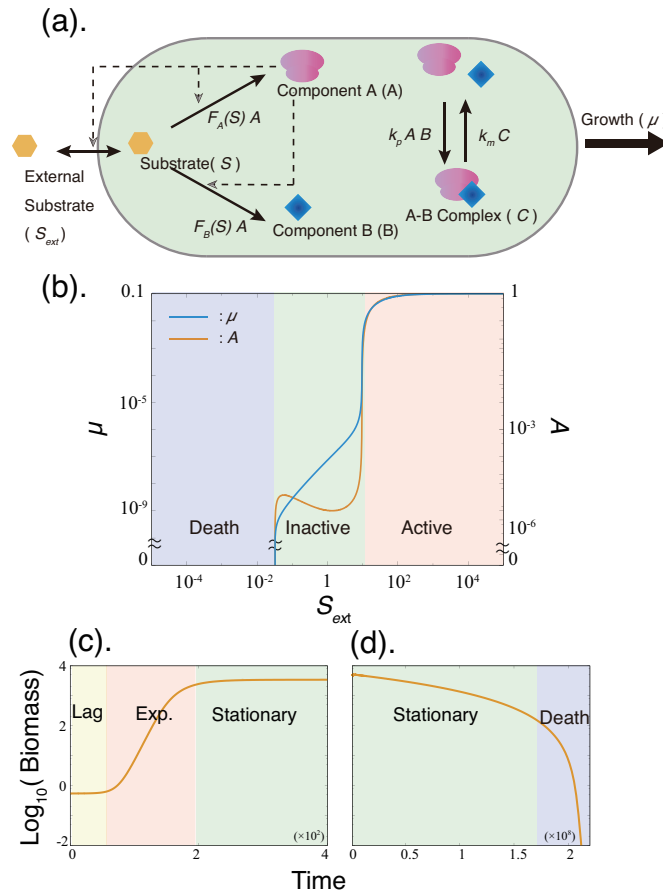 (a).
Component A (A)
F_A(S) A
Growth (μ
k_p A B
k_m C
Substrate( S )
External
Substrate
( S_ext)
F_B(S) A
Component B (B)
A-B Complex ( C )
(b).
0.1
1
: μ
: A
10^-5
10^-3
μ
A
10^-9
10^-6
Death
Inactive
Active
0
0
10^-4
10^-2
1
10^2
10^4
S_ext
(c).
(d).
4
Lag
Exp.
Stationary
Stationary
Death
2
0
-2
Log_10( Biomass)
(×10^2)
(×10^8)
0
2
4
0
0.5
1
1.5
2
Time